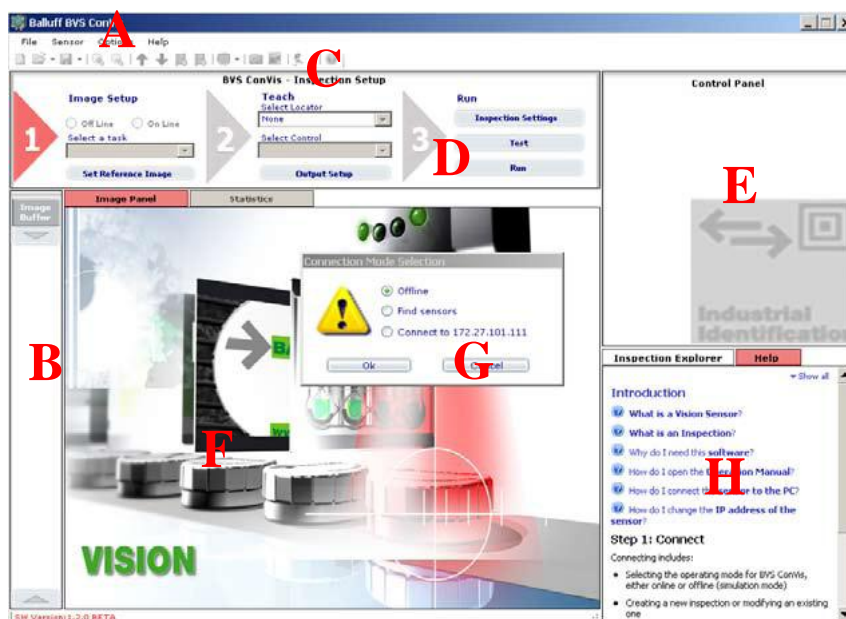 Balluff BVS ConVis
A
File Sensor Options Help
C
BVS ConVis - Inspection Setup
1
Image Setup
Off Line On Line
Select a task
Set Reference Image
2
Teach
Select Locator
None
Select Control
Output Setup
3
Run
Inspection Settings
Test
Run
D
Control Panel
E
Industrial
Identification
Image
Buffer
B
Image Panel Statistics
Connection Mode Selection
Offline
Find sensors
Connect to 172.27.101.111
Ok Cancel
G
F
VISION
Inspection Explorer Help
Show all
Introduction
What is a Vision Sensor?
What is an Inspection?
Why do I need this software?
How do I open the Operation Manual?
How do I connect the sensor to the PC?
How do I change the IP address of the
sensor?
H
Step 1: Connect
Connecting includes:
• Selecting the operating mode for BVS ConVis,
either online or offline (simulation mode)
• Creating a new inspection or modifying an existing
one
SW Version:1.2.0 BETA